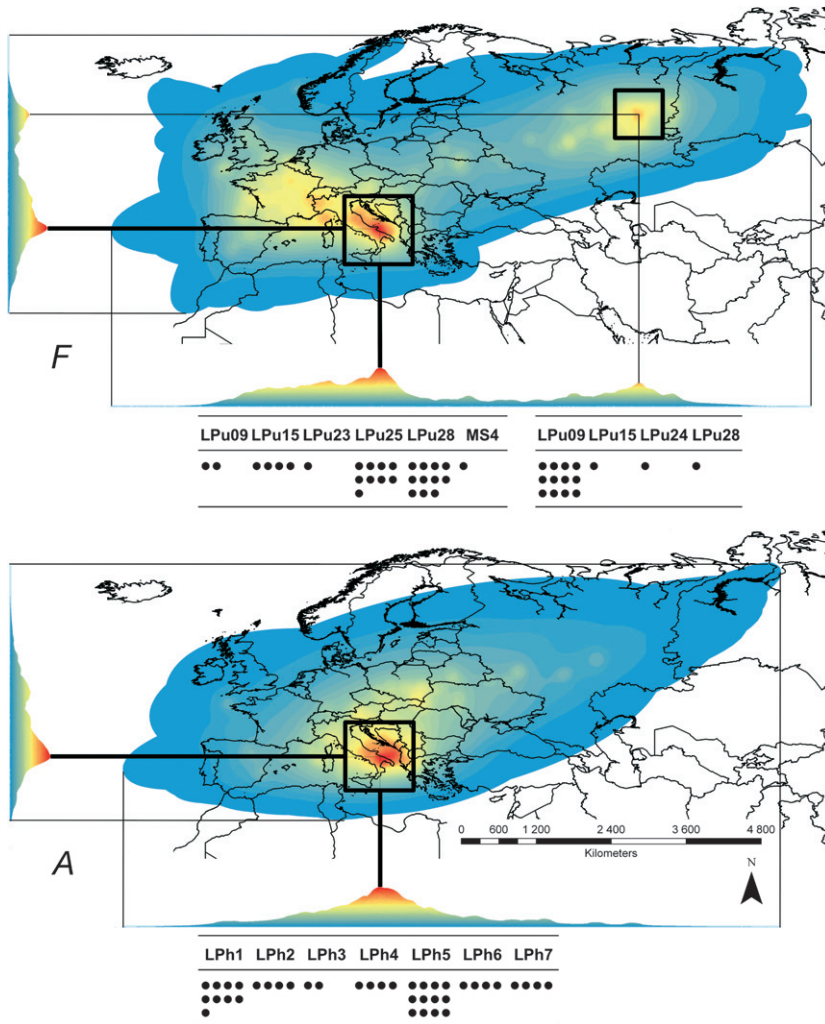 F
LPu09 LPu15 LPu23 LPu25 LPu28 MS4
LPu09 LPu15 LPu24 LPu28
0 600 1 200 2 400 3 600 4 800
Kilometers
N
A
LPh1 LPh2 LPh3 LPh4 LPh5 LPh6 LPh7